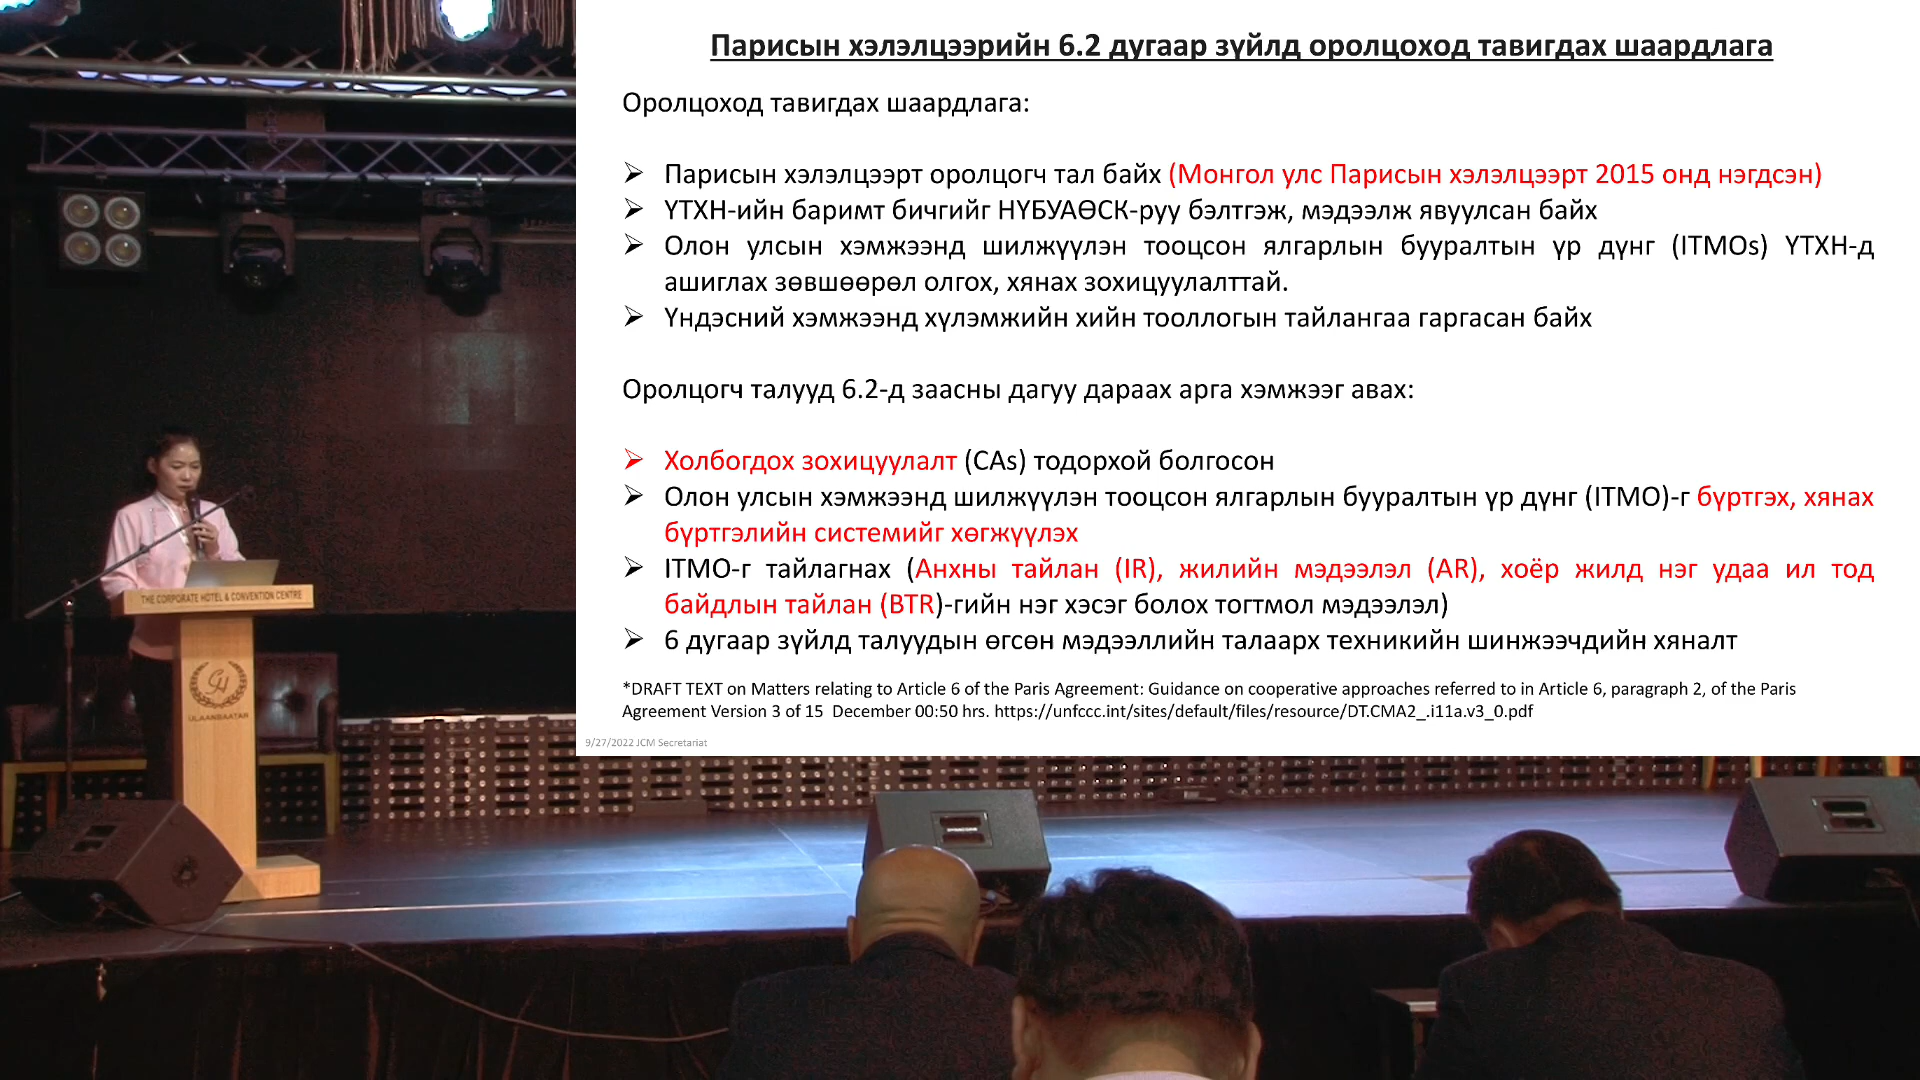 Парисын хэлэлцээрийн 6.2 дугаар зүйлд оролцоход тавигдах шаардлага
Оролцоход тавигдах шаардлага:
➢ Парисын хэлэлцээрт оролцогч тал байх (Монгол улс Парисын хэлэлцээрт 2015 онд нэгдсэн)
➢ ҮТХН-ийн баримт бичгийг НҮБУАӨСК-руу бэлтгэж, мэдээлж явуулсан байх
➢ Олон улсын хэмжээнд шилжүүлэн тооцсон ялгарлын бууралтын үр дүнг (ITMOs) ҮТХН-д
ашиглах зөвшөөрөл олгох, хянах зохицуулалттай.
➢ Үндэсний хэмжээнд хүлэмжийн хийн тооллогын тайлангаа гаргасан байх
Оролцогч талууд 6.2-д заасны дагуу дараах арга хэмжээг авах:
➢ Холбогдох зохицуулалт (CAs) тодорхой болгосон
➢ Олон улсын хэмжээнд шилжүүлэн тооцсон ялгарлын бууралтын үр дүнг (ITMO)-г бүртгэх, хянах
бүртгэлийн системийг хөгжүүлэх
➢ ITMO-г тайлагнах (Анхны тайлан (IR), жилийн мэдээлэл (AR), хоёр жилд нэг удаа ил тод
байдлын тайлан (BTR)-гийн нэг хэсэг болох тогтмол мэдээлэл)
➢ 6 дугаар зүйлд талуудын өгсөн мэдээллийн талаарх техникийн шинжээчдийн хяналт
*DRAFT TEXT on Matters relating to Article 6 of the Paris Agreement: Guidance on cooperative approaches referred to in Article 6, paragraph 2, of the Paris
Agreement Version 3 of 15 December 00:50 hrs. https://unfccc.int/sites/default/files/resource/DT.CMA2_.i11a.v3_0.pdf
9/27/2022 JCM Secretariat
THE CORPORATE HOTEL & CONVENTION CENTRE
CH
ULAANBAATAR